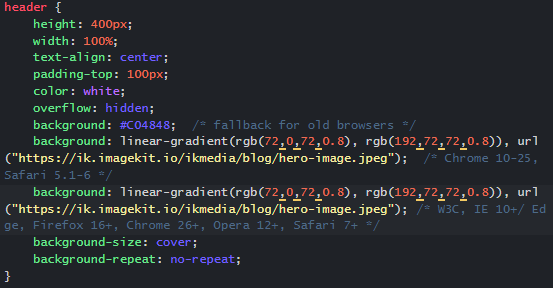 header {
height: 400px;
width: 100%;
text-align: center;
padding-top: 100px;
color: white;
overflow: hidden;
background: #C04848;  /* fallback for old browsers */
background: linear-gradient(rgb(72,0,72,0.8), rgb(192,72,72,0.8)), url
("https://ik.imagekit.io/ikmedia/blog/hero-image.jpeg");  /* Chrome 10-25,
Safari 5.1-6 */
background: linear-gradient(rgb(72,0,72,0.8), rgb(192,72,72,0.8)), url
("https://ik.imagekit.io/ikmedia/blog/hero-image.jpeg"); /* W3C, IE 10+/ Ed
ge, Firefox 16+, Chrome 26+, Opera 12+, Safari 7+ */
background-size: cover;
background-repeat: no-repeat;
}